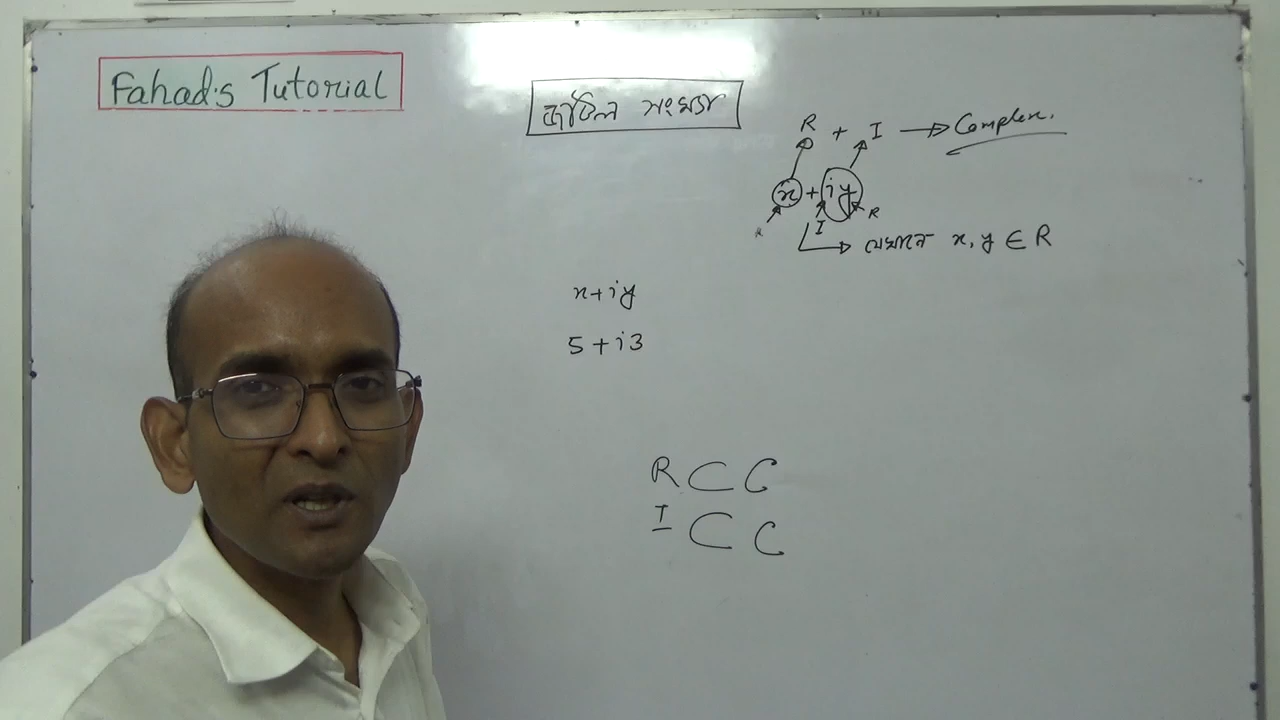 Fahad's Tutorial
জটিল সংখ্যা
R + I → Complex.
x + iy
R I R
যেখানে x, y ∈ R
x+iy
5+i3
R ⊂ C
I ⊂ C